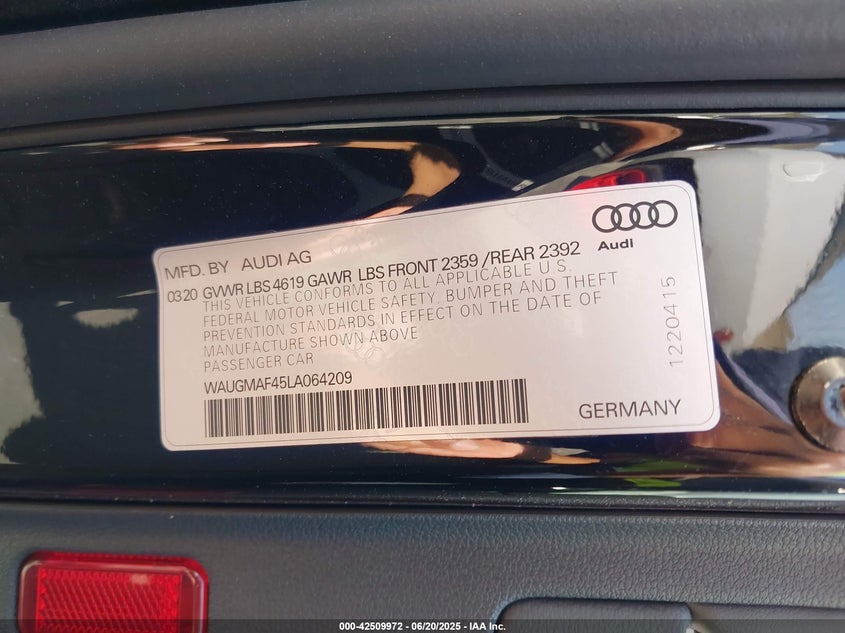 Audi
MFD. BY AUDI AG
03 20 GVWR LBS 4619 GAWR LBS FRONT 2359 /REAR 2392
THIS VEHICLE CONFORMS TO ALL APPLICABLE U.S.
FEDERAL MOTOR VEHICLE SAFETY, BUMPER AND THEFT
PREVENTION STANDARDS IN EFFECT ON THE DATE OF
MANUFACTURE SHOWN ABOVE
PASSENGER CAR
WAUGMAF45LA064209
GERMANY
1220415
000-42509972 - 06/20/2025 - IAA Inc.